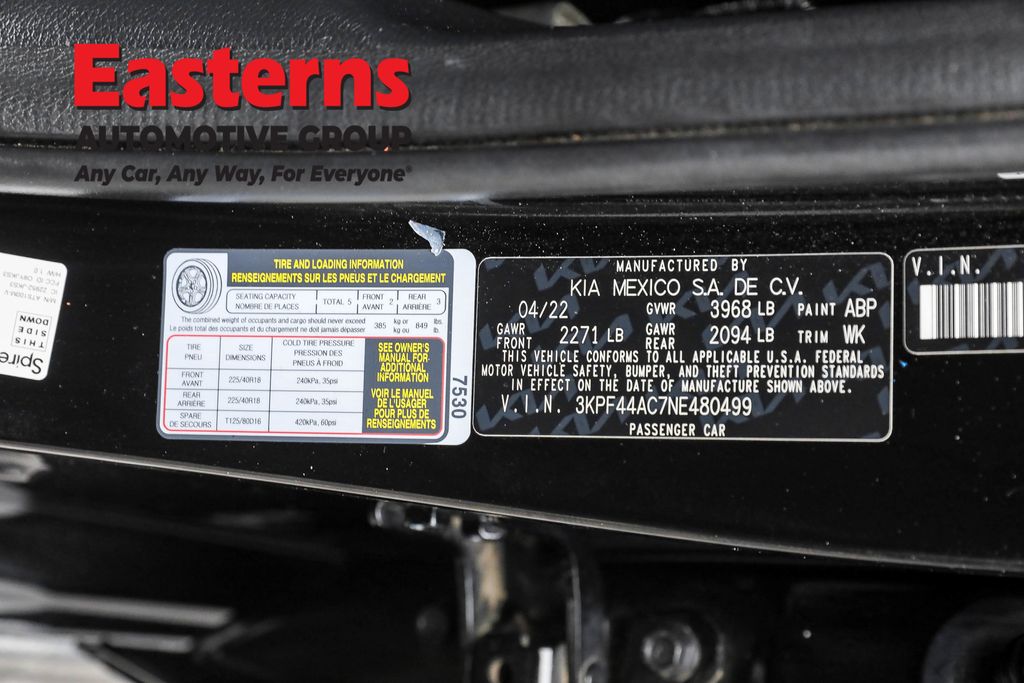 Easterns
AUTOMOTIVE GROUP
Any Car, Any Way, For Everyone®
TIRE AND LOADING INFORMATION
RENSEIGNEMENTS SUR LES PNEUS ET LE CHARGEMENT
SEATING CAPACITY
NOMBRE DE PLACES
TOTAL 5
FRONT
AVANT 2
REAR
ARRIÈRE 3
The combined weight of occupants and cargo should never exceed
Le poids total des occupants et du chargement ne doit jamais dépasser
385 kg or
kg ou 849 lbs.
lb.
TIRE
PNEU
SIZE
DIMENSIONS
COLD TIRE PRESSURE
PRESSION DES
PNEUS À FROID
FRONT
AVANT
225/40R18
240kPa, 35psi
REAR
ARRIÈRE
225/40R18
240kPa, 35psi
SPARE
DE SECOURS
T125/80D16
420kPa, 60psi
SEE OWNER'S
MANUAL FOR
ADDITIONAL
INFORMATION
VOIR LE MANUEL
DE L'USAGER
POUR PLUS DE
RENSEIGNEMENTS
7530
MANUFACTURED BY
KIA MEXICO S.A. DE C.V.
04/22 GVWR 3968 LB PAINT ABP
GAWR
FRONT 2271 LB GAWR
REAR 2094 LB TRIM WK
THIS VEHICLE CONFORMS TO ALL APPLICABLE U.S.A. FEDERAL
MOTOR VEHICLE SAFETY, BUMPER, AND THEFT PREVENTION STANDARDS
IN EFFECT ON THE DATE OF MANUFACTURE SHOWN ABOVE.
V.I.N. 3KPF44AC7NE480499
PASSENGER CAR
V.I.N.
THIS
SIDE
DOWN
Spire